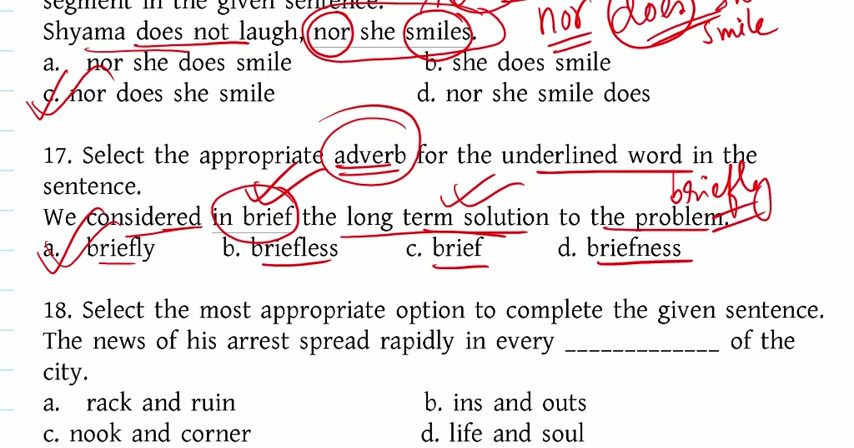 segment in the given sentence.
Shyama does not laugh, nor she smiles.
nor does she
smile
a. nor she does smile b. she does smile
c. nor does she smile d. nor she smile does
17. Select the appropriate adverb for the underlined word in the
sentence.
briefly
We considered in brief the long term solution to the problem.
a. briefly b. briefless c. brief d. briefness
18. Select the most appropriate option to complete the given sentence.
The news of his arrest spread rapidly in every _____________ of the
city.
a. rack and ruin b. ins and outs
c. nook and corner d. life and soul